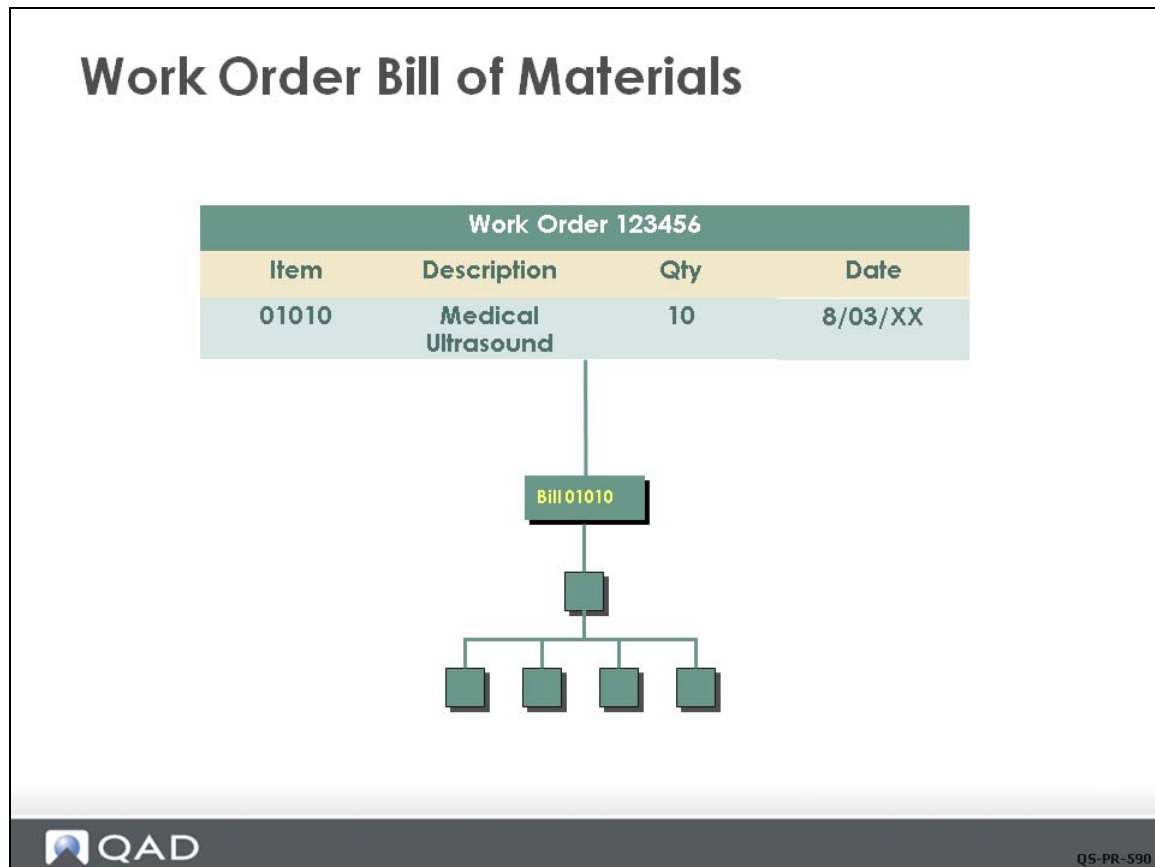 Work Order Bill of Materials
Work Order 123456
Item Description Qty Date
01010 Medical Ultrasound 10 8/03/XX
Bill 01010
QAD
QS-PR-590